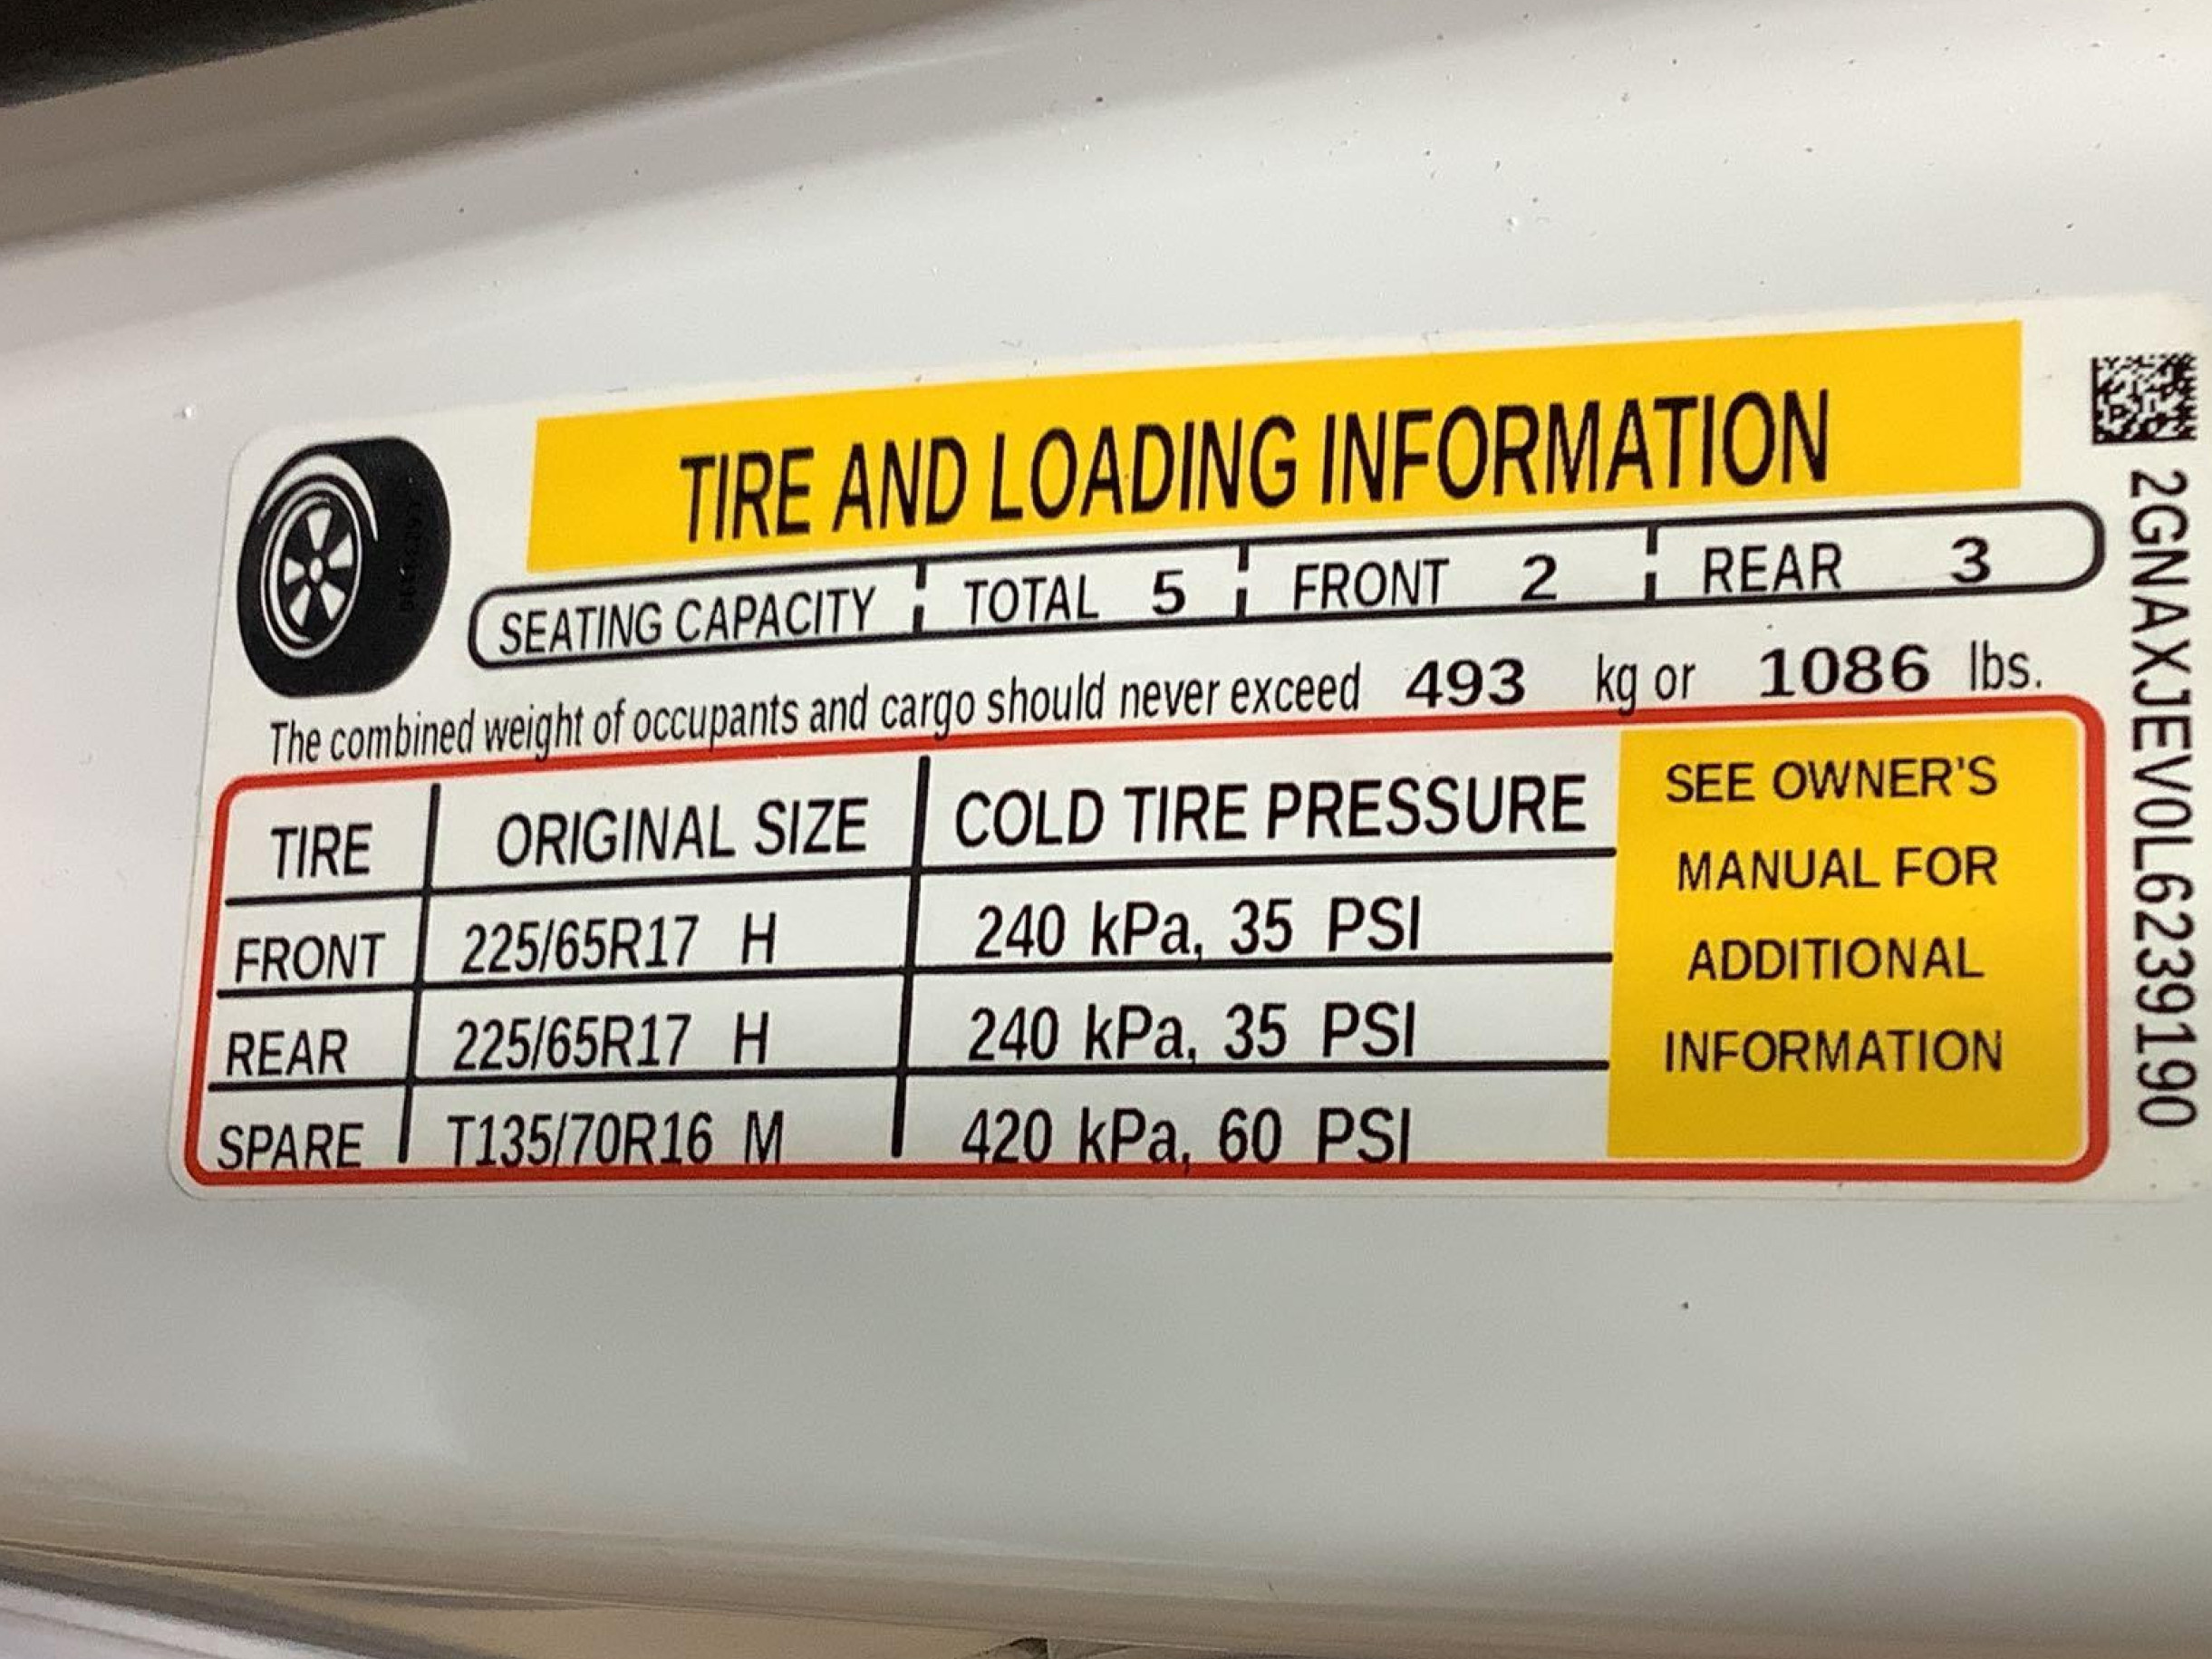 TIRE AND LOADING INFORMATION
SEATING CAPACITY TOTAL 5 FRONT 2 REAR 3
The combined weight of occupants and cargo should never exceed 493 kg or 1086 lbs.
TIRE ORIGINAL SIZE COLD TIRE PRESSURE
FRONT 225/65R17 H 240 kPa, 35 PSI
REAR 225/65R17 H 240 kPa, 35 PSI
SPARE T135/70R16 M 420 kPa, 60 PSI
SEE OWNER'S
MANUAL FOR
ADDITIONAL
INFORMATION
2GNAXJEV0L6239190